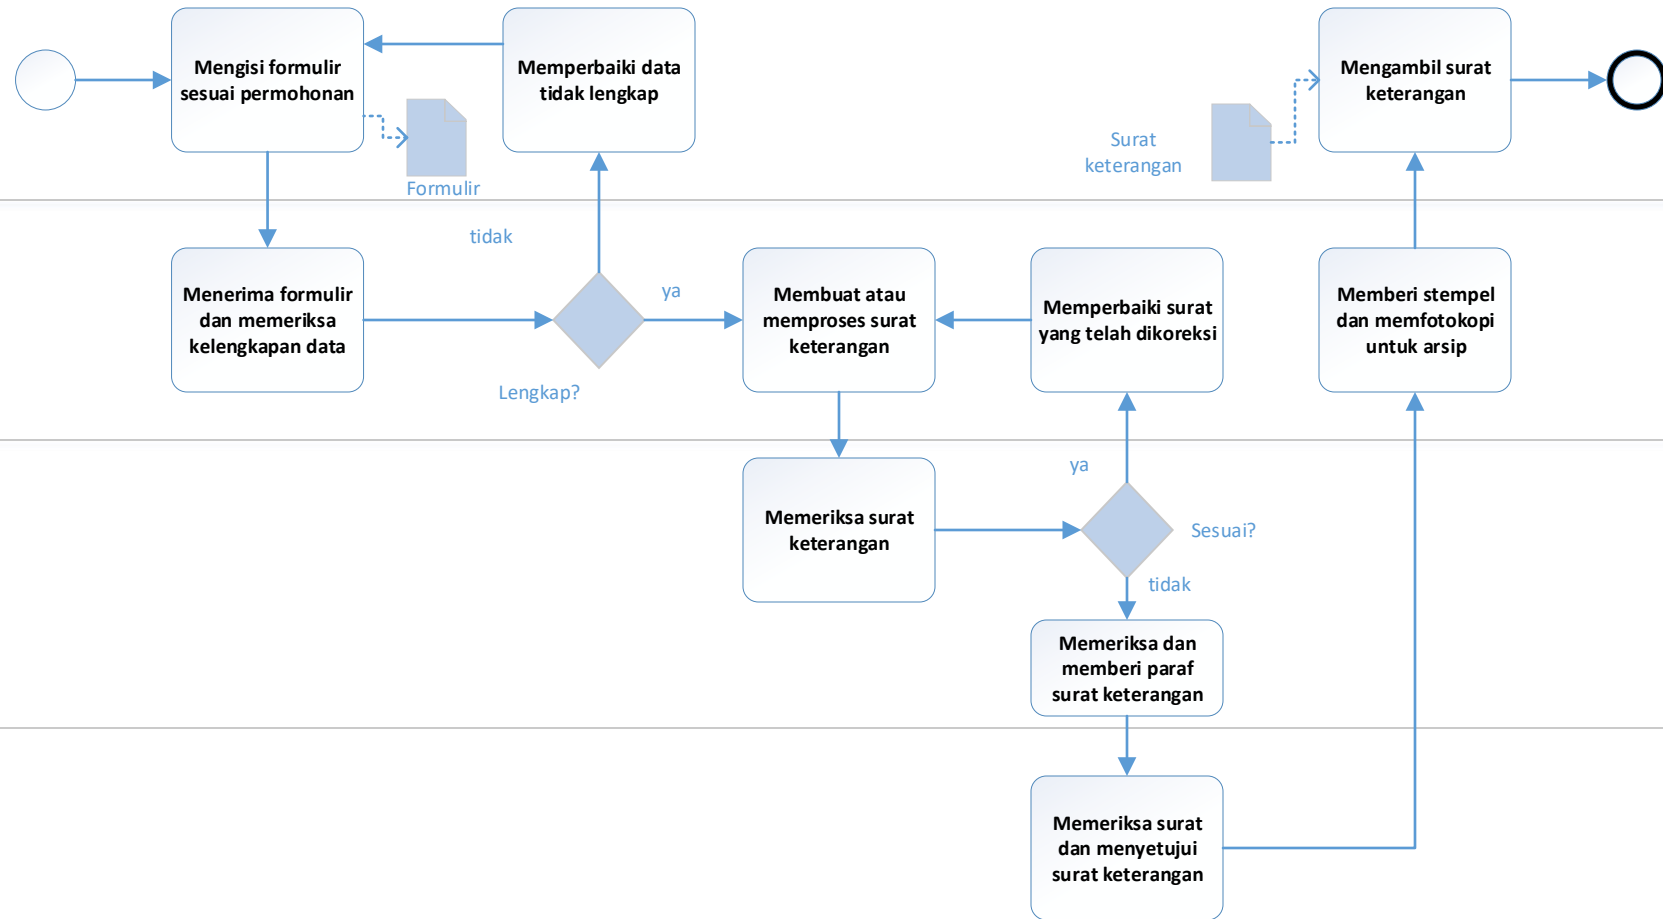 Mengisi formulir
sesuai permohonan
Memperbaiki data
tidak lengkap
Mengambil surat
keterangan
Formulir
Surat
keterangan
tidak
Menerima formulir
dan memeriksa
kelengkapan data
Lengkap?
ya
Membuat atau
memproses surat
keterangan
Memperbaiki surat
yang telah dikoreksi
Memberi stempel
dan memfotokopi
untuk arsip
Memeriksa surat
keterangan
ya
Sesuai?
tidak
Memeriksa dan
memberi paraf
surat keterangan
Memeriksa surat
dan menyetujui
surat keterangan